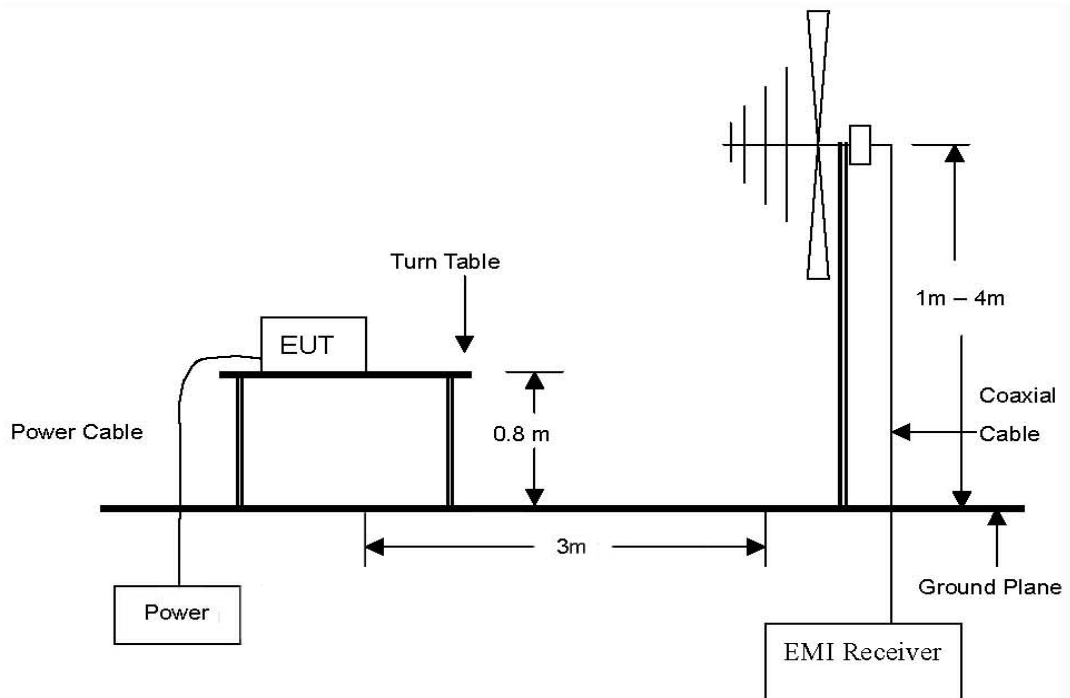 Turn Table
EUT
1m – 4m
Coaxial
Cable
Power Cable
0.8 m
3m
Ground Plane
Power
EMI Receiver